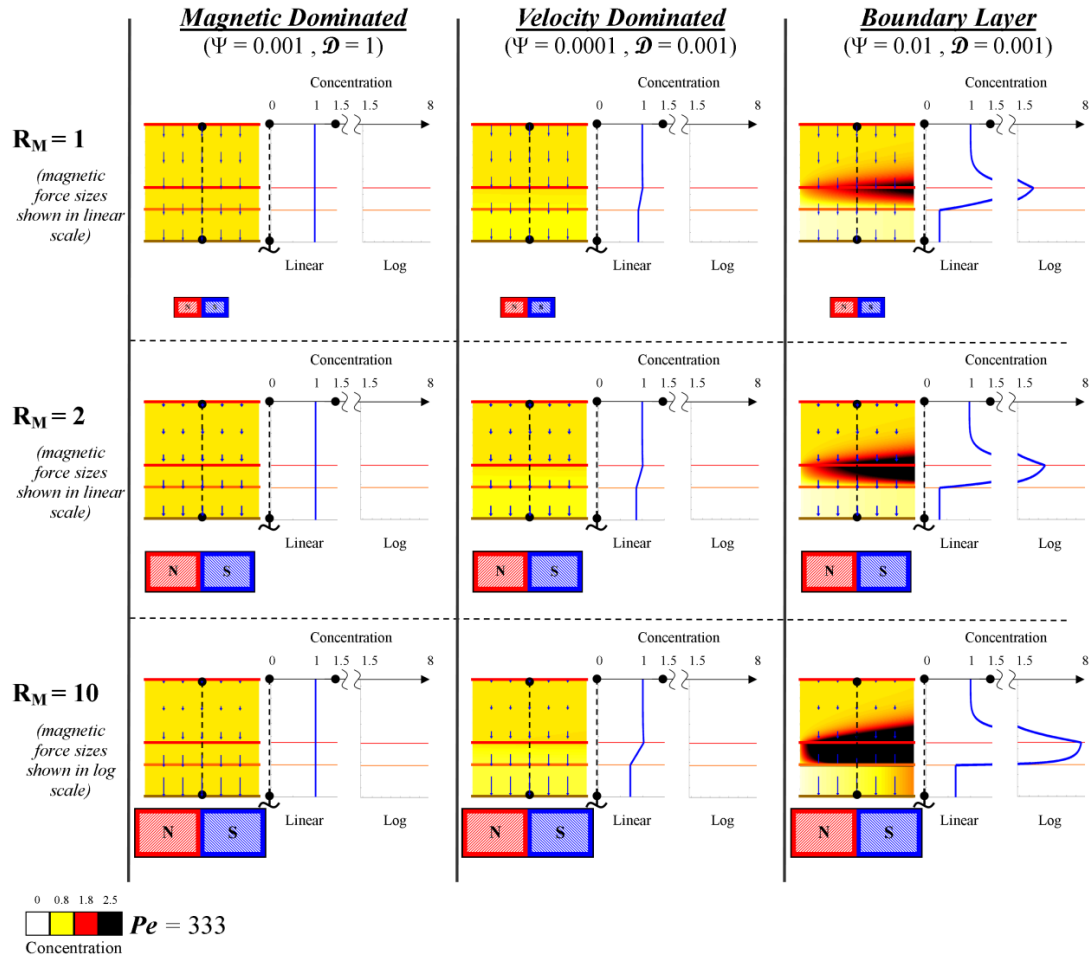 Magnetic Dominated
(Ψ = 0.001 , 𝓓 = 1)
Velocity Dominated
(Ψ = 0.0001 , 𝓓 = 0.001)
Boundary Layer
(Ψ = 0.01 , 𝓓 = 0.001)
R_M = 1
(magnetic
force sizes
shown in linear
scale)
Concentration
0 1 1.5 1.5 8
Linear Log
N S
Concentration
0 1 1.5 1.5 8
Linear Log
N S
Concentration
0 1 1.5 1.5 8
Linear Log
N S
R_M = 2
(magnetic
force sizes
shown in linear
scale)
Concentration
0 1 1.5 1.5 8
Linear Log
N S
Concentration
0 1 1.5 1.5 8
Linear Log
N S
Concentration
0 1 1.5 1.5 8
Linear Log
N S
R_M = 10
(magnetic
force sizes
shown in log
scale)
Concentration
0 1 1.5 1.5 8
Linear Log
N S
Concentration
0 1 1.5 1.5 8
Linear Log
N S
Concentration
0 1 1.5 1.5 8
Linear Log
N S
0 0.8 1.8 2.5
Concentration
Pe = 333